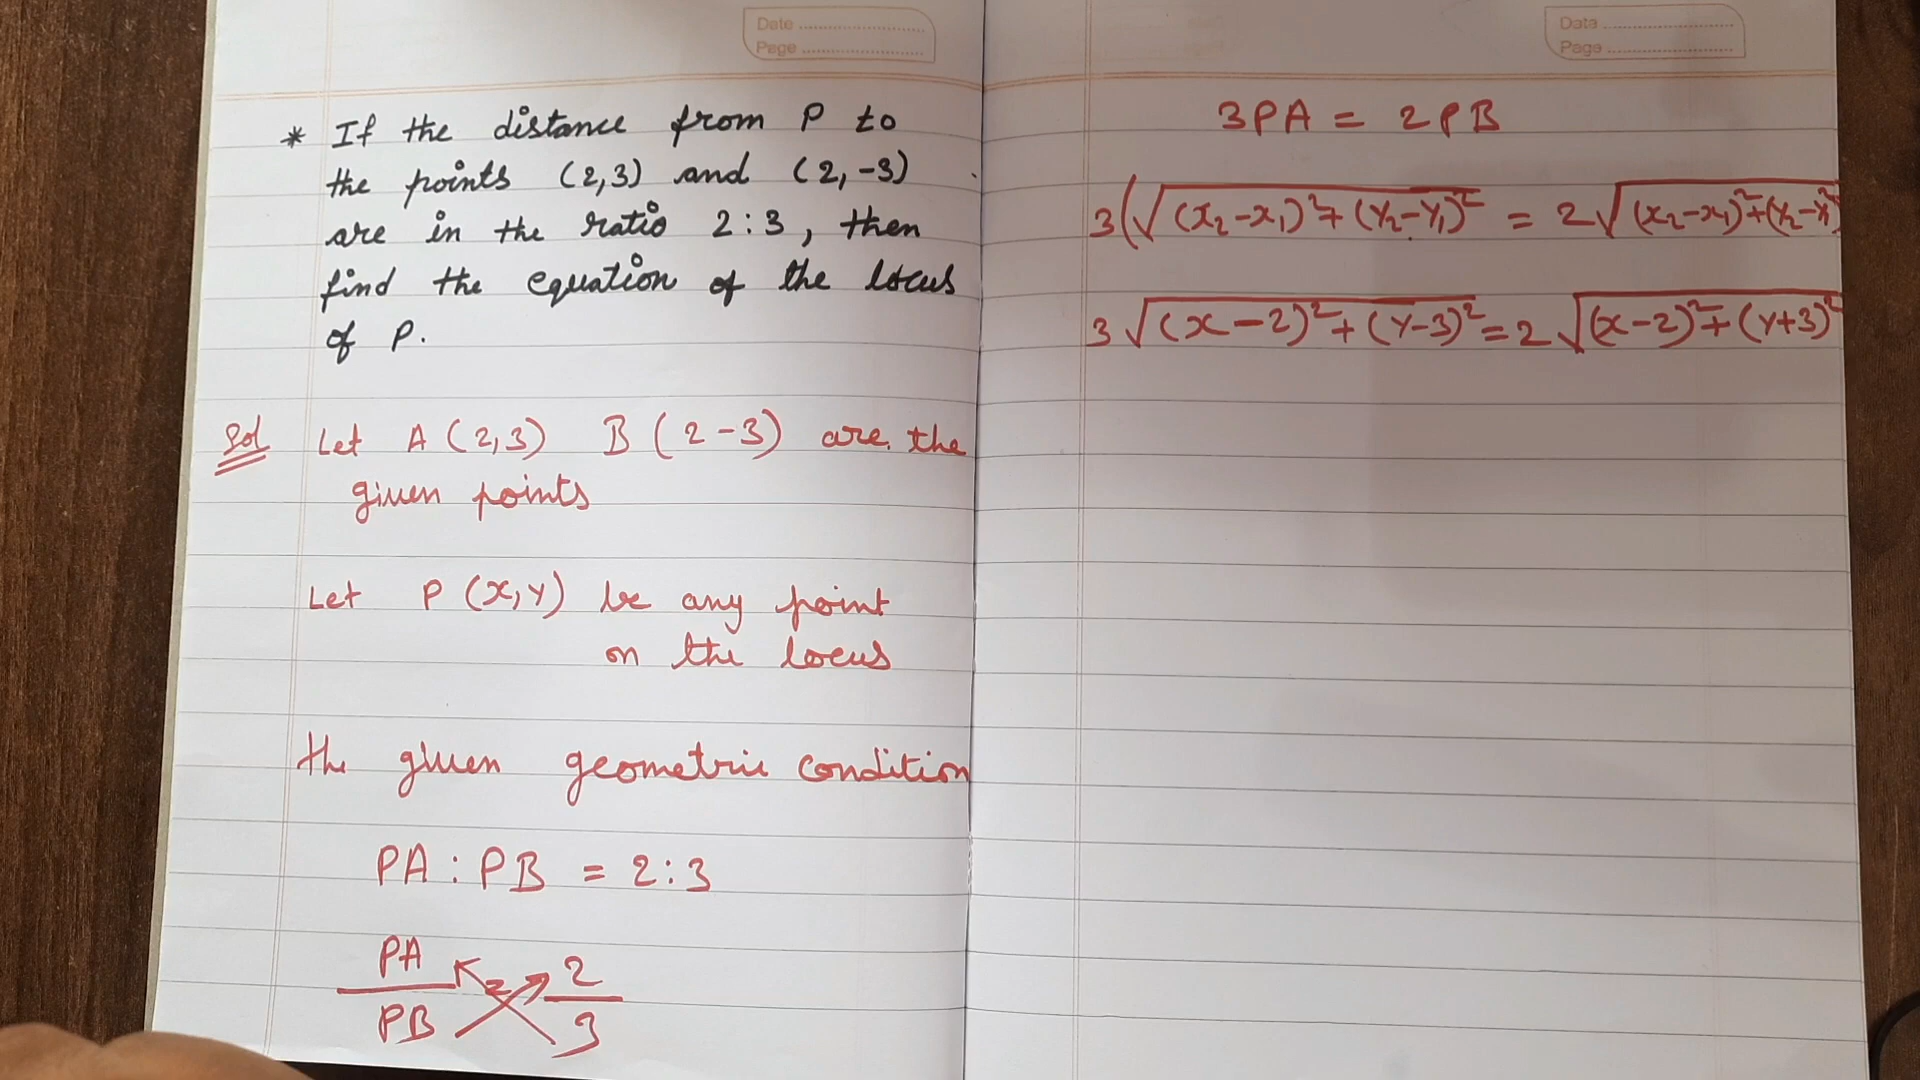 Date
Page
* If the distance from P to
the points (2,3) and (2,-3)
are in the ratio 2:3, then
find the equation of the locus
of P.
Sol Let A(2,3) B(2-3) are the
given points
Let P(x,y) be any point
on the locus
the given geometric condition
PA : PB = 2:3
PA/PB = 2/3
Date
Page
3PA = 2PB
3(√(x₂-x₁)²+(y₂-y₁)² = 2√(x₂-x₁)²+(y₂-y₁)²
3√(x-2)²+(y-3)² = 2√(x-2)²+(y+3)²